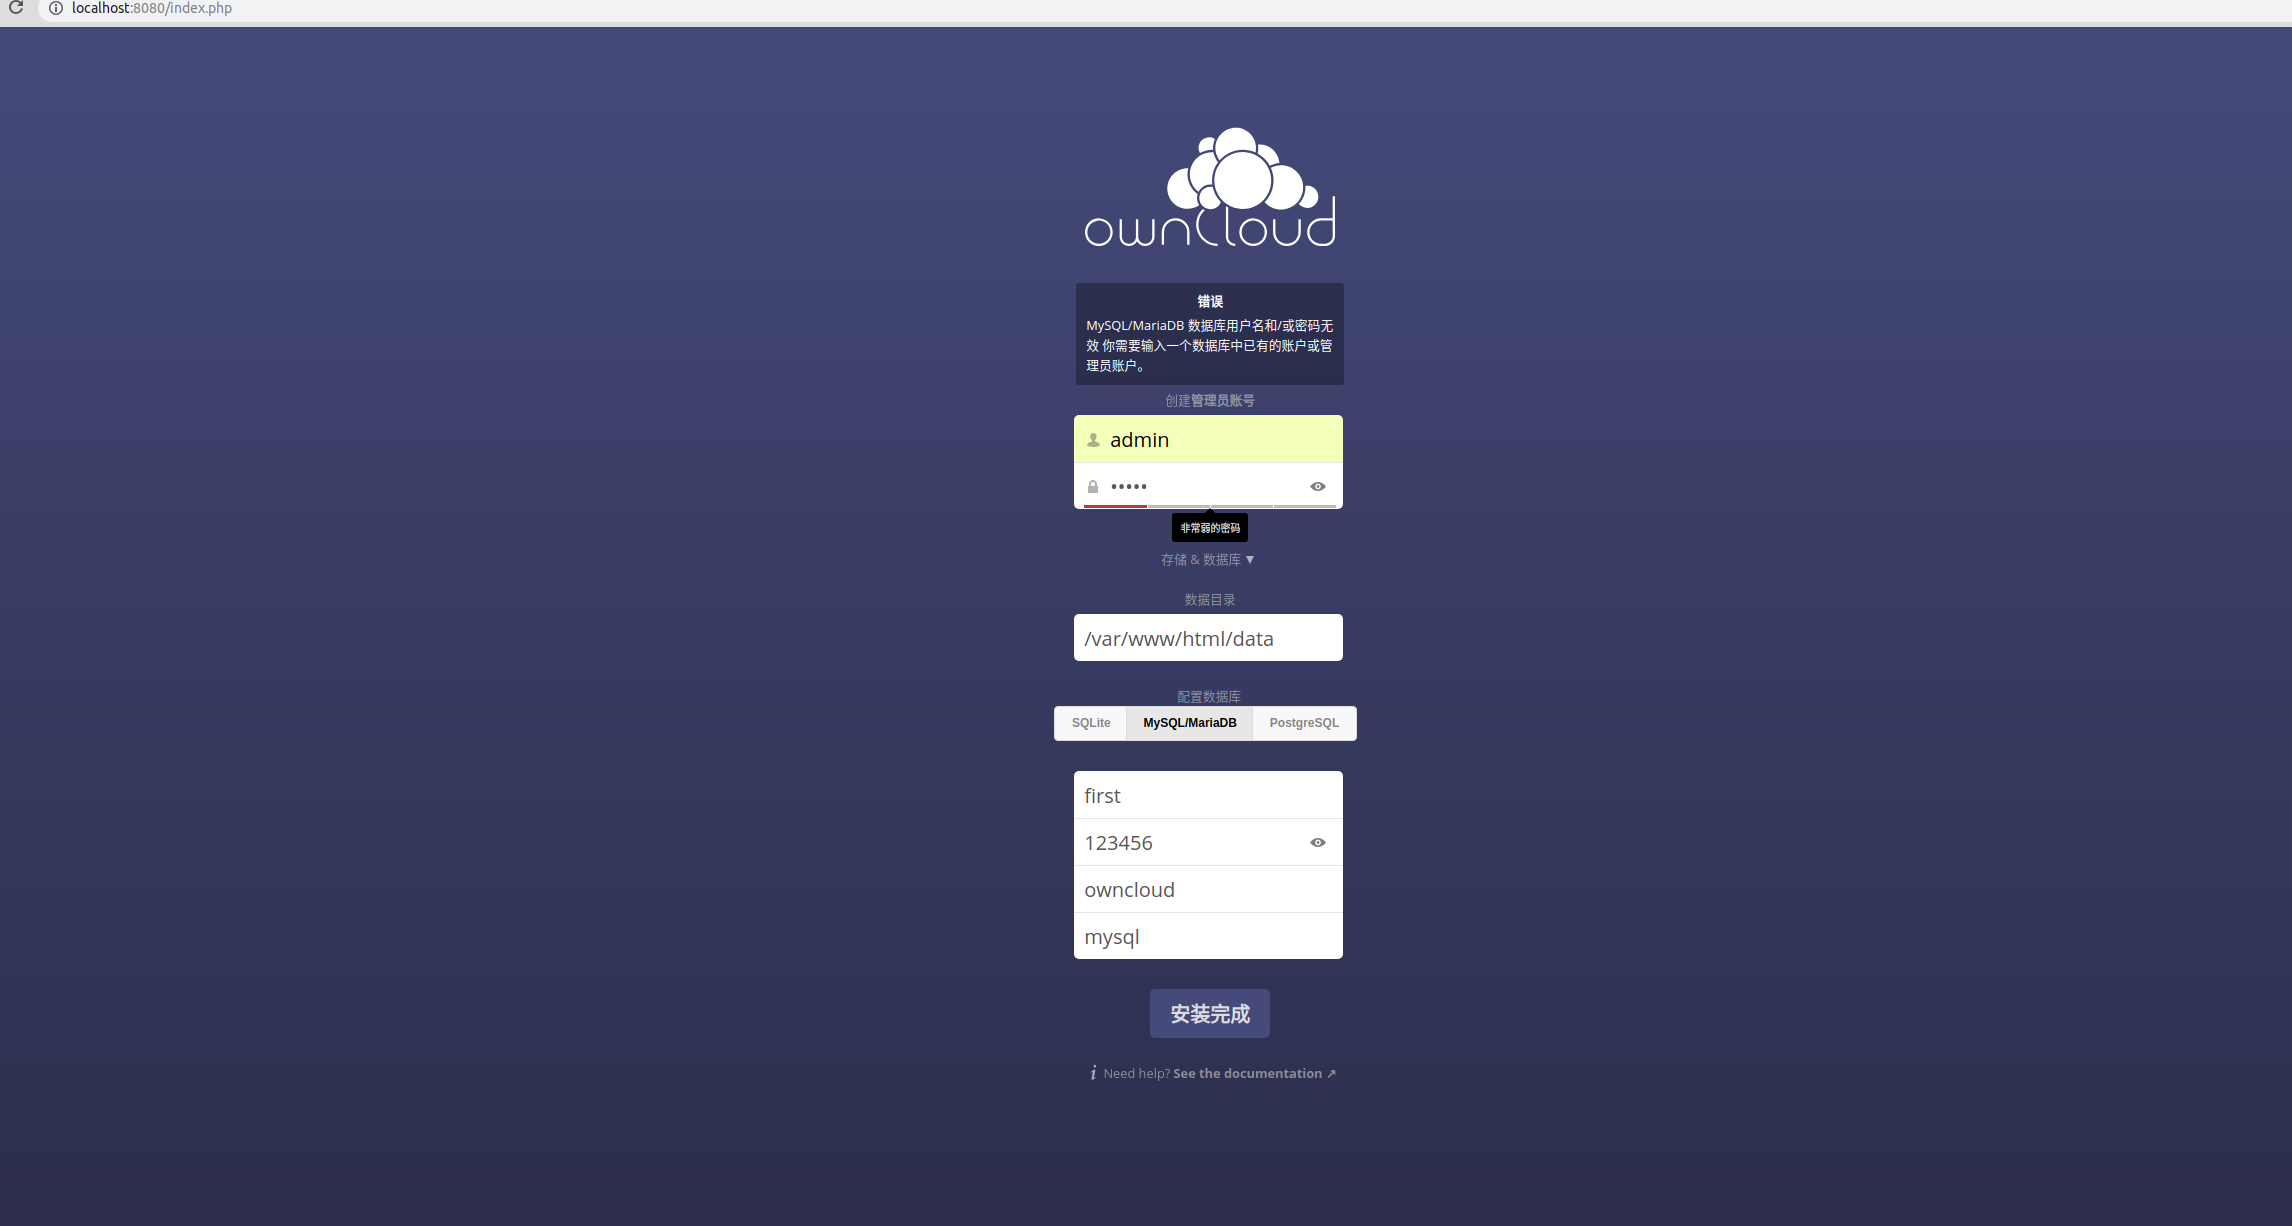 localhost:8080/index.php
ownCloud
错误
MySQL/MariaDB 数据库用户名和/或密码无
效 你需要输入一个数据库中已有的账户或管
理员账户。
创建管理员账号
admin
•••••
非常弱的密码
存储 & 数据库 ▼
数据目录
/var/www/html/data
配置数据库
SQLite MySQL/MariaDB PostgreSQL
first
123456
owncloud
mysql
安装完成
i Need help? See the documentation ↗